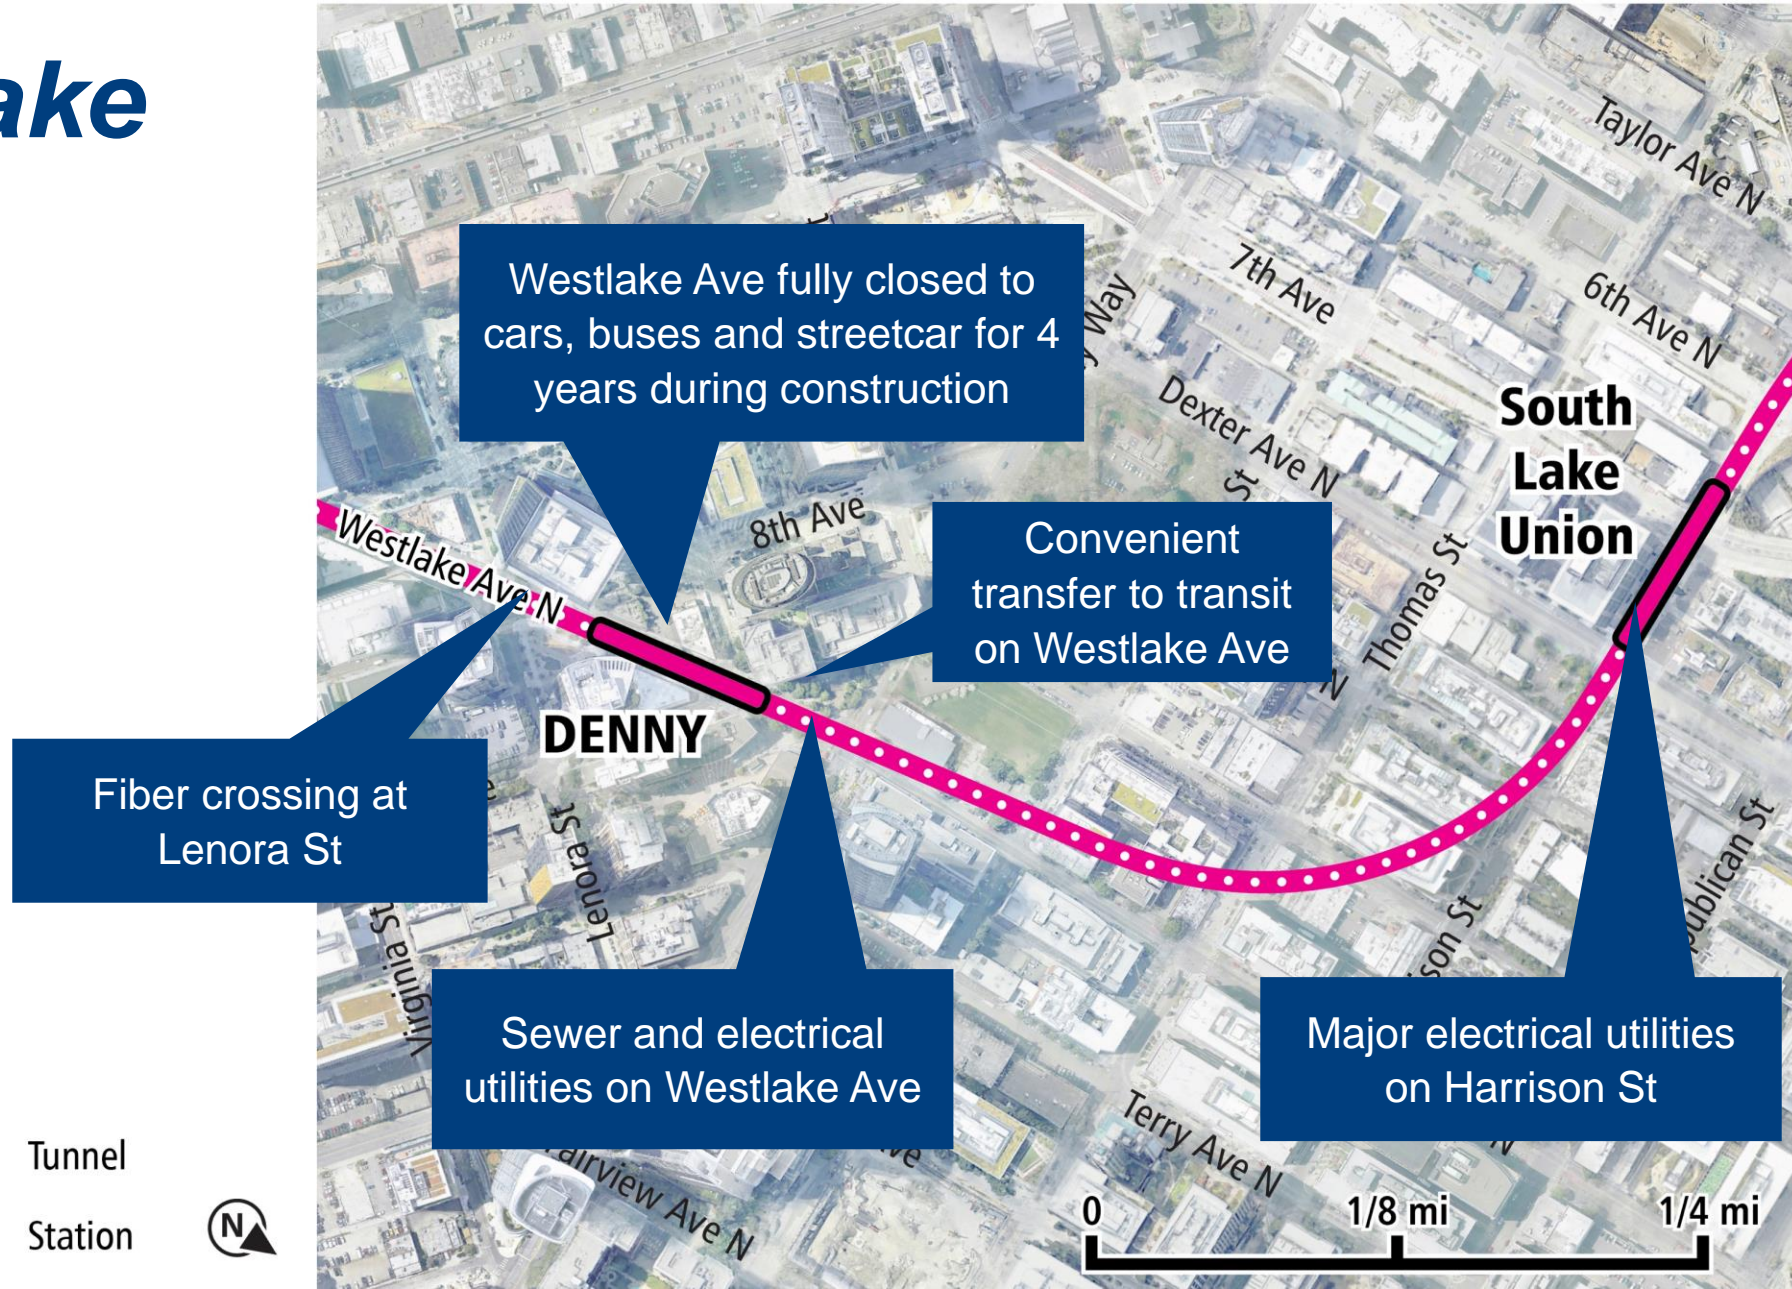 ake
Taylor Ave N
7th Ave
6th Ave N
Westlake Ave fully closed to
cars, buses and streetcar for 4
years during construction
Way
Dexter Ave N
South
Lake
Union
8th Ave
St
Westlake Ave N
Convenient
transfer to transit
on Westlake Ave
Thomas St
N
DENNY
Fiber crossing at
Lenora St
Lenora St
Virginia St
St
Sewer and electrical
utilities on Westlake Ave
Major electrical utilities
on Harrison St
Terry Ave N
Fairview Ave N
Tunnel
Station
N
0
1/8 mi
1/4 mi